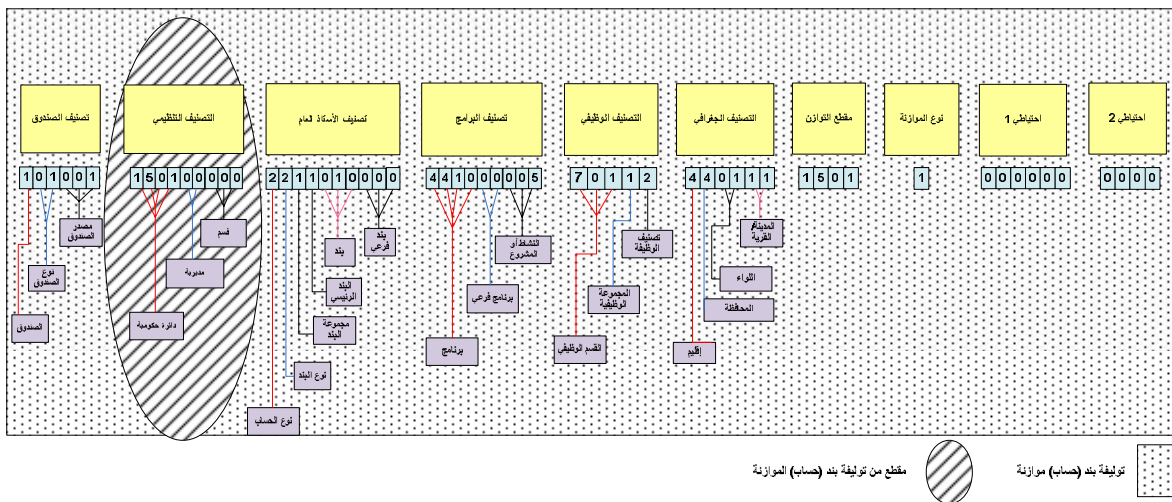 تصنيف الصندوق
التصنيف التنظيمي
تصنيف الأستاذ العام
تصنيف البرامج
التصنيف الوظيفي
التصنيف الجغرافي
مقطع التوازن
نوع الموازنة
احتياطي 1
احتياطي 2
1 0 1 0 0 1
1 5 0 1 0 0 0 0 0
2 2 1 1 0 1 0 0 0 0
4 4 1 0 0 0 0 0 5
7 0 1 1 2
4 4 0 1 1 1
1 5 0 1
1
0 0 0 0 0 0
0 0 0 0
مصدر
الصندوق
نوع
الصندوق
الصندوق
قسم
مديرية
دائرة حكومية
بند
فرعي
بند
البند
الرئيسي
مجموعة
البند
نوع البند
نوع الحساب
النشاط أو
المشروع
برنامج فرعي
برنامج
تصنيف
الوظيفة
المجموعة
الوظيفية
القسم الوظيفي
المدينة/
القرية
اللواء
المحافظة
إقليم
توليفة بند (حساب) موازنة
مقطع من توليفة بند (حساب) الموازنة